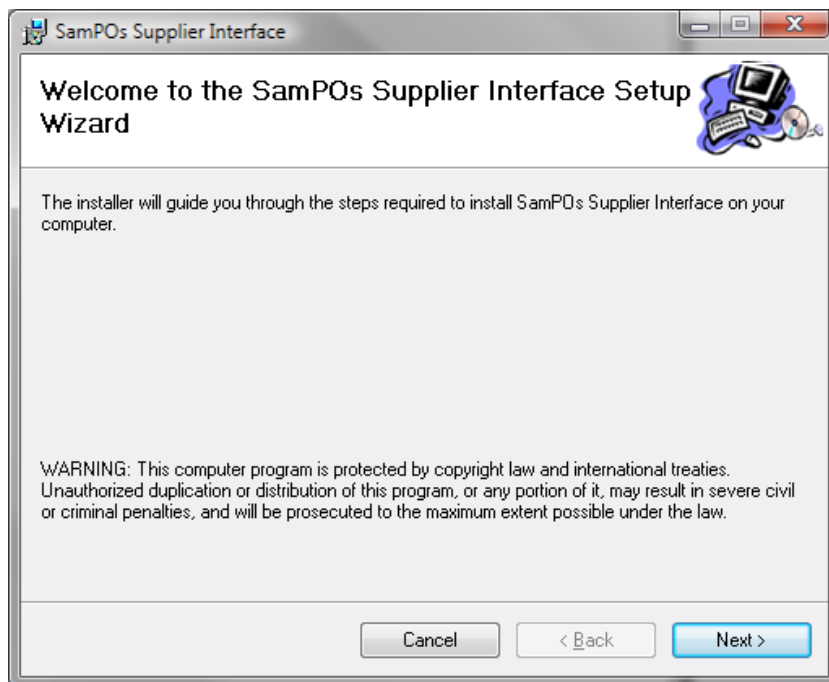 SamPOs Supplier Interface
Welcome to the SamPOs Supplier Interface Setup
Wizard
The installer will guide you through the steps required to install SamPOs Supplier Interface on your
computer.
WARNING: This computer program is protected by copyright law and international treaties.
Unauthorized duplication or distribution of this program, or any portion of it, may result in severe civil
or criminal penalties, and will be prosecuted to the maximum extent possible under the law.
Cancel
< Back
Next >